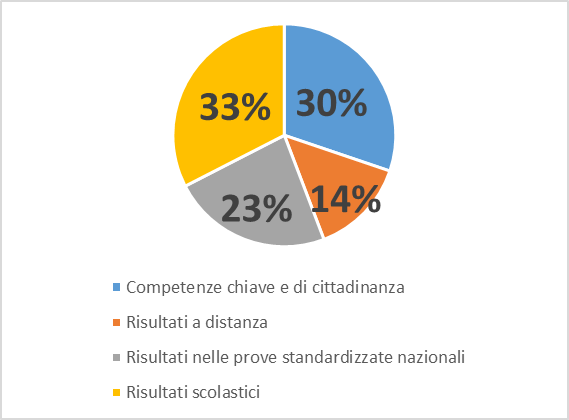 33%
30%
14%
23%
Competenze chiave e di cittadinanza
Risultati a distanza
Risultati nelle prove standardizzate nazionali
Risultati scolastici